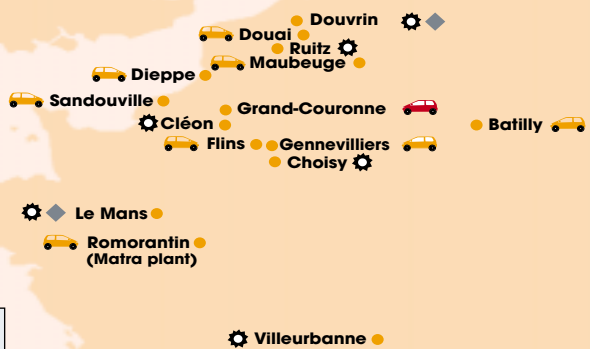 Douvrin
Douai
Ruitz
Maubeuge
Dieppe
Sandouville
Grand-Couronne
Cléon
Batilly
Flins
Gennevilliers
Choisy
Le Mans
Romorantin
(Matra plant)
Villeurbanne